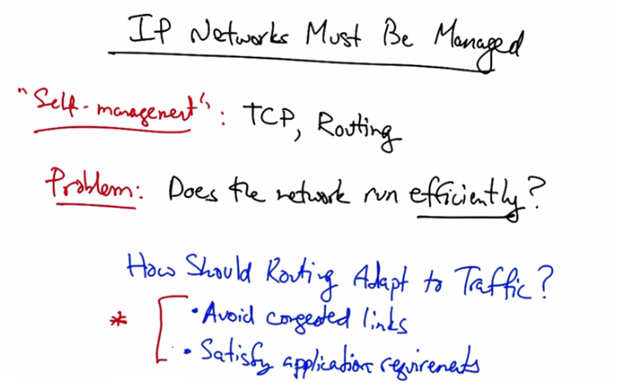 IP Networks Must Be Managed
"Self-management": TCP, Routing
Problem: Does the network run efficiently?
How Should Routing Adapt to Traffic?
* • Avoid congested links
• Satisfy application requirements